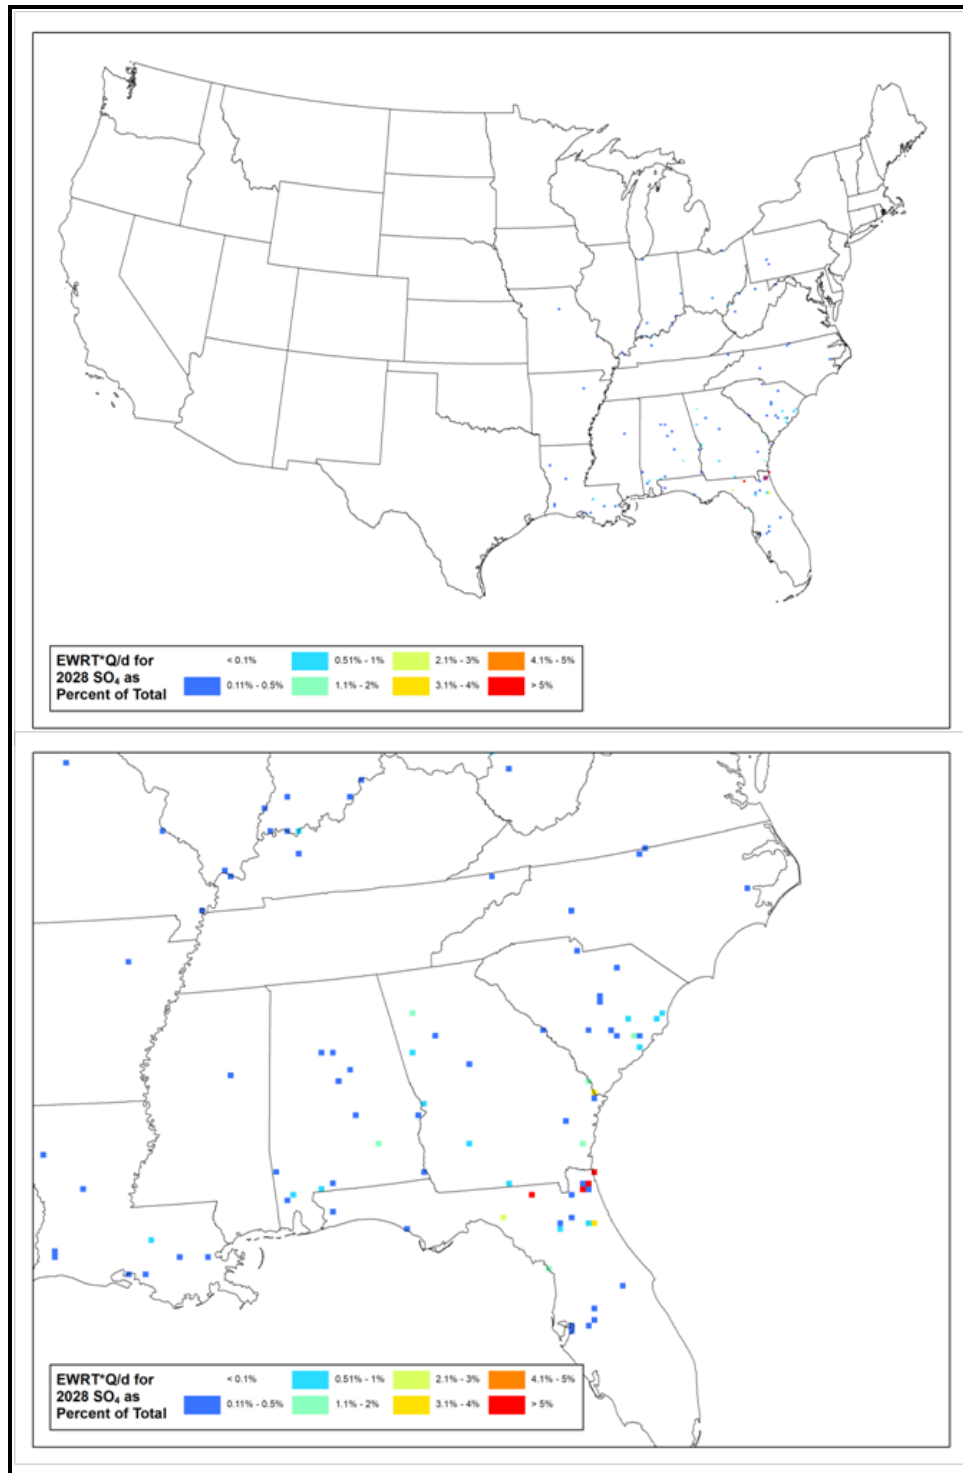 EWRT*Q/d for
2028 SO₄ as
Percent of Total
< 0.1% 0.51% - 1% 2.1% - 3% 4.1% - 5%
0.11% - 0.5% 1.1% - 2% 3.1% - 4% > 5%
EWRT*Q/d for
2028 SO₄ as
Percent of Total
< 0.1% 0.51% - 1% 2.1% - 3% 4.1% - 5%
0.11% - 0.5% 1.1% - 2% 3.1% - 4% > 5%